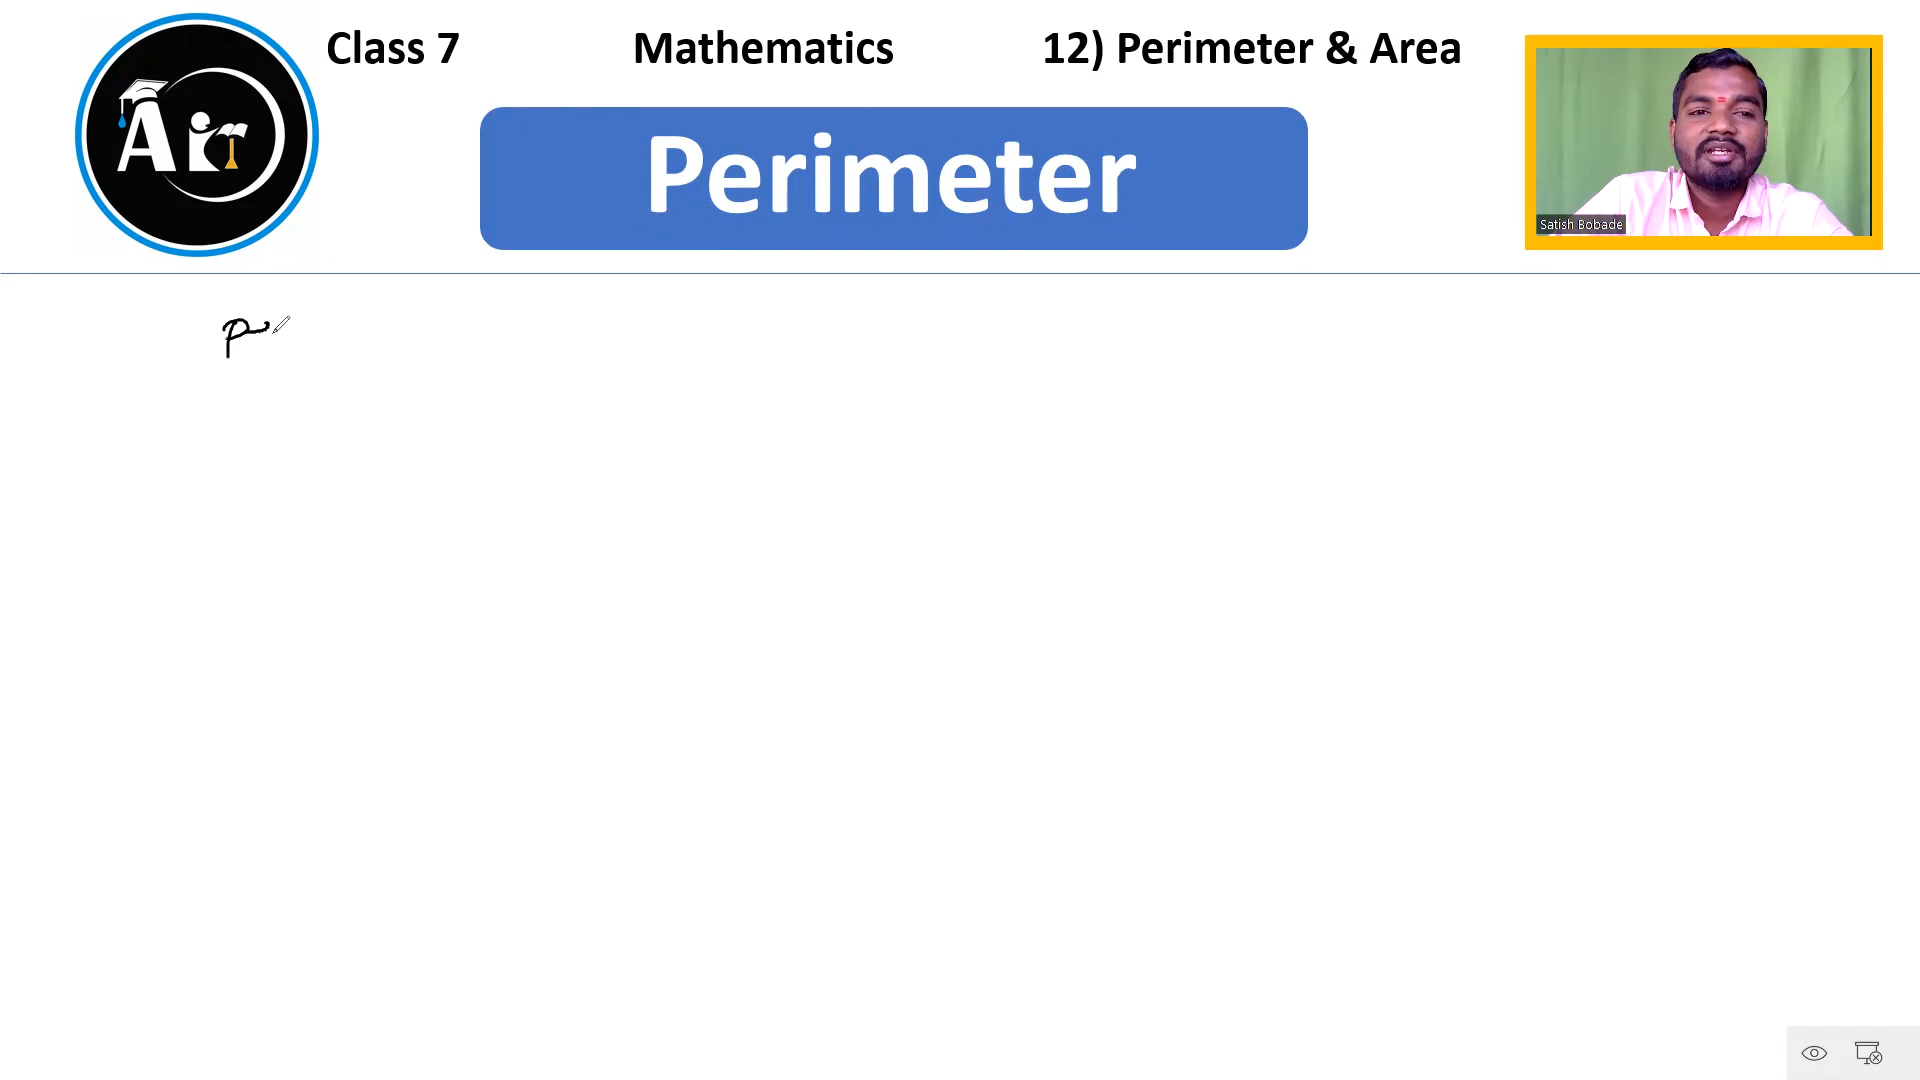 Class 7 Mathematics 12) Perimeter & Area
Perimeter
Satish Bobade